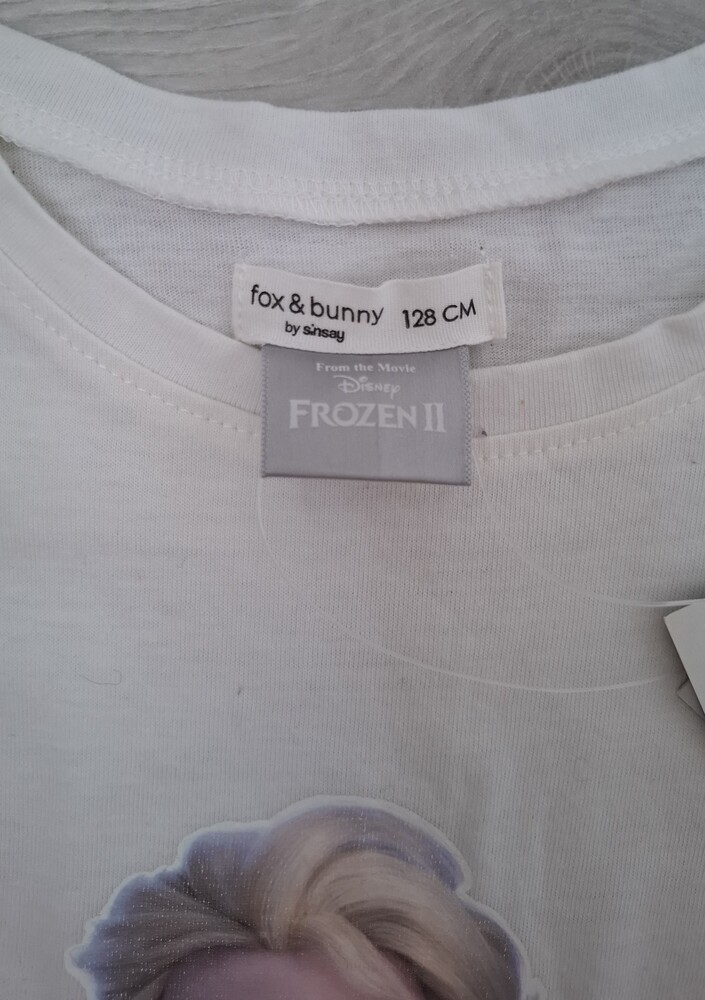 fox & bunny 128 CM
by sinsay
From the Movie
Disney
FROZEN II